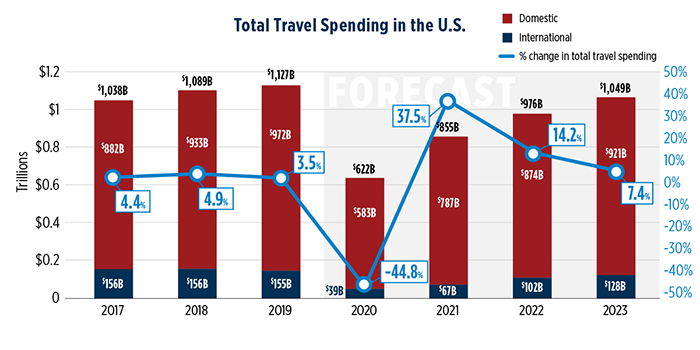 Total Travel Spending in the U.S.
Domestic
International
% change in total travel spending
FORECAST
Trillions
$1.2
$1
$0.8
$0.6
$0.4
$0.2
0
50%
40%
30%
20%
10%
0%
-10%
-20%
-30%
-40%
-50%
$1,038B
$1,089B
$1,127B
$622B
$855B
$976B
$1,049B
$882B
$933B
$972B
$583B
$787B
$874B
$921B
4.4%
4.9%
3.5%
-44.8%
37.5%
14.2%
7.4%
$156B
$156B
$155B
$39B
$67B
$102B
$128B
2017
2018
2019
2020
2021
2022
2023